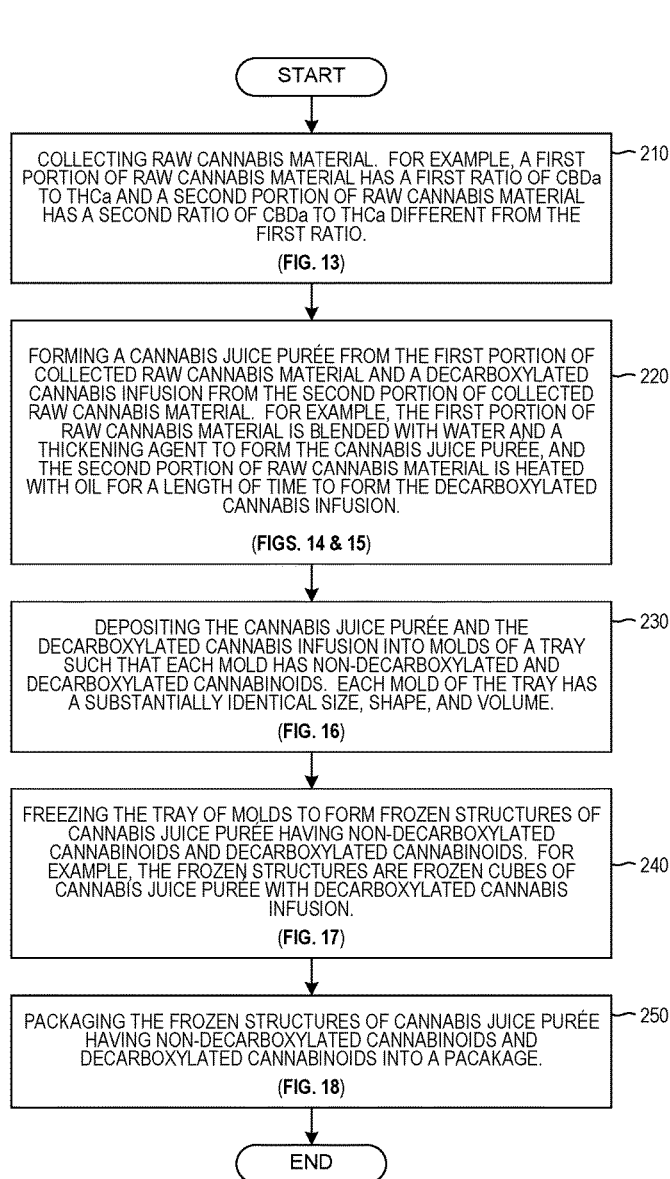 START
210
COLLECTING RAW CANNABIS MATERIAL. FOR EXAMPLE, A FIRST
PORTION OF RAW CANNABIS MATERIAL HAS A FIRST RATIO OF CBDa
TO THCa AND A SECOND PORTION OF RAW CANNABIS MATERIAL
HAS A SECOND RATIO OF CBDa TO THCa DIFFERENT FROM THE
FIRST RATIO.
(FIG. 13)
220
FORMING A CANNABIS JUICE PURÉE FROM THE FIRST PORTION OF
COLLECTED RAW CANNABIS MATERIAL AND A DECARBOXYLATED
CANNABIS INFUSION FROM THE SECOND PORTION OF COLLECTED
RAW CANNABIS MATERIAL. FOR EXAMPLE, THE FIRST PORTION OF
RAW CANNABIS MATERIAL IS BLENDED WITH WATER AND A
THICKENING AGENT TO FORM THE CANNABIS JUICE PURÉE, AND
THE SECOND PORTION OF RAW CANNABIS MATERIAL IS HEATED
WITH OIL FOR A LENGTH OF TIME TO FORM THE DECARBOXYLATED
CANNABIS INFUSION.
(FIGS. 14 & 15)
230
DEPOSITING THE CANNABIS JUICE PURÉE AND THE
DECARBOXYLATED CANNABIS INFUSION INTO MOLDS OF A TRAY
SUCH THAT EACH MOLD HAS NON-DECARBOXYLATED AND
DECARBOXYLATED CANNABINOIDS. EACH MOLD OF THE TRAY HAS
A SUBSTANTIALLY IDENTICAL SIZE, SHAPE, AND VOLUME.
(FIG. 16)
240
FREEZING THE TRAY OF MOLDS TO FORM FROZEN STRUCTURES OF
CANNABIS JUICE PURÉE HAVING NON-DECARBOXYLATED
CANNABINOIDS AND DECARBOXYLATED CANNABINOIDS. FOR
EXAMPLE, THE FROZEN STRUCTURES ARE FROZEN CUBES OF
CANNABIS JUICE PURÉE WITH DECARBOXYLATED CANNABIS
INFUSION.
(FIG. 17)
250
PACKAGING THE FROZEN STRUCTURES OF CANNABIS JUICE PURÉE
HAVING NON-DECARBOXYLATED CANNABINOIDS AND
DECARBOXYLATED CANNABINOIDS INTO A PACAKAGE.
(FIG. 18)
END